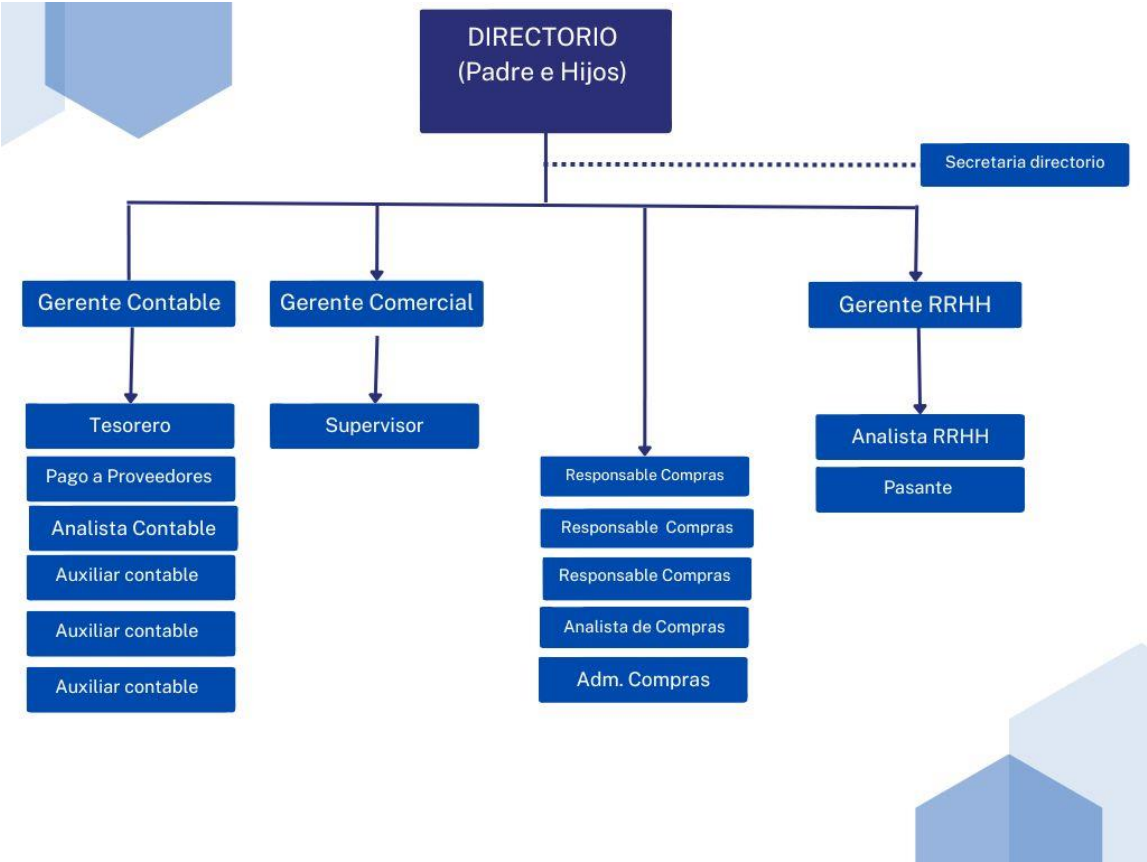 DIRECTORIO
(Padre e Hijos)
Secretaria directorio
Gerente Contable
Gerente Comercial
Gerente RRHH
Tesorero
Pago a Proveedores
Analista Contable
Auxiliar contable
Auxiliar contable
Auxiliar contable
Supervisor
Responsable Compras
Responsable Compras
Responsable Compras
Analista de Compras
Adm. Compras
Analista RRHH
Pasante